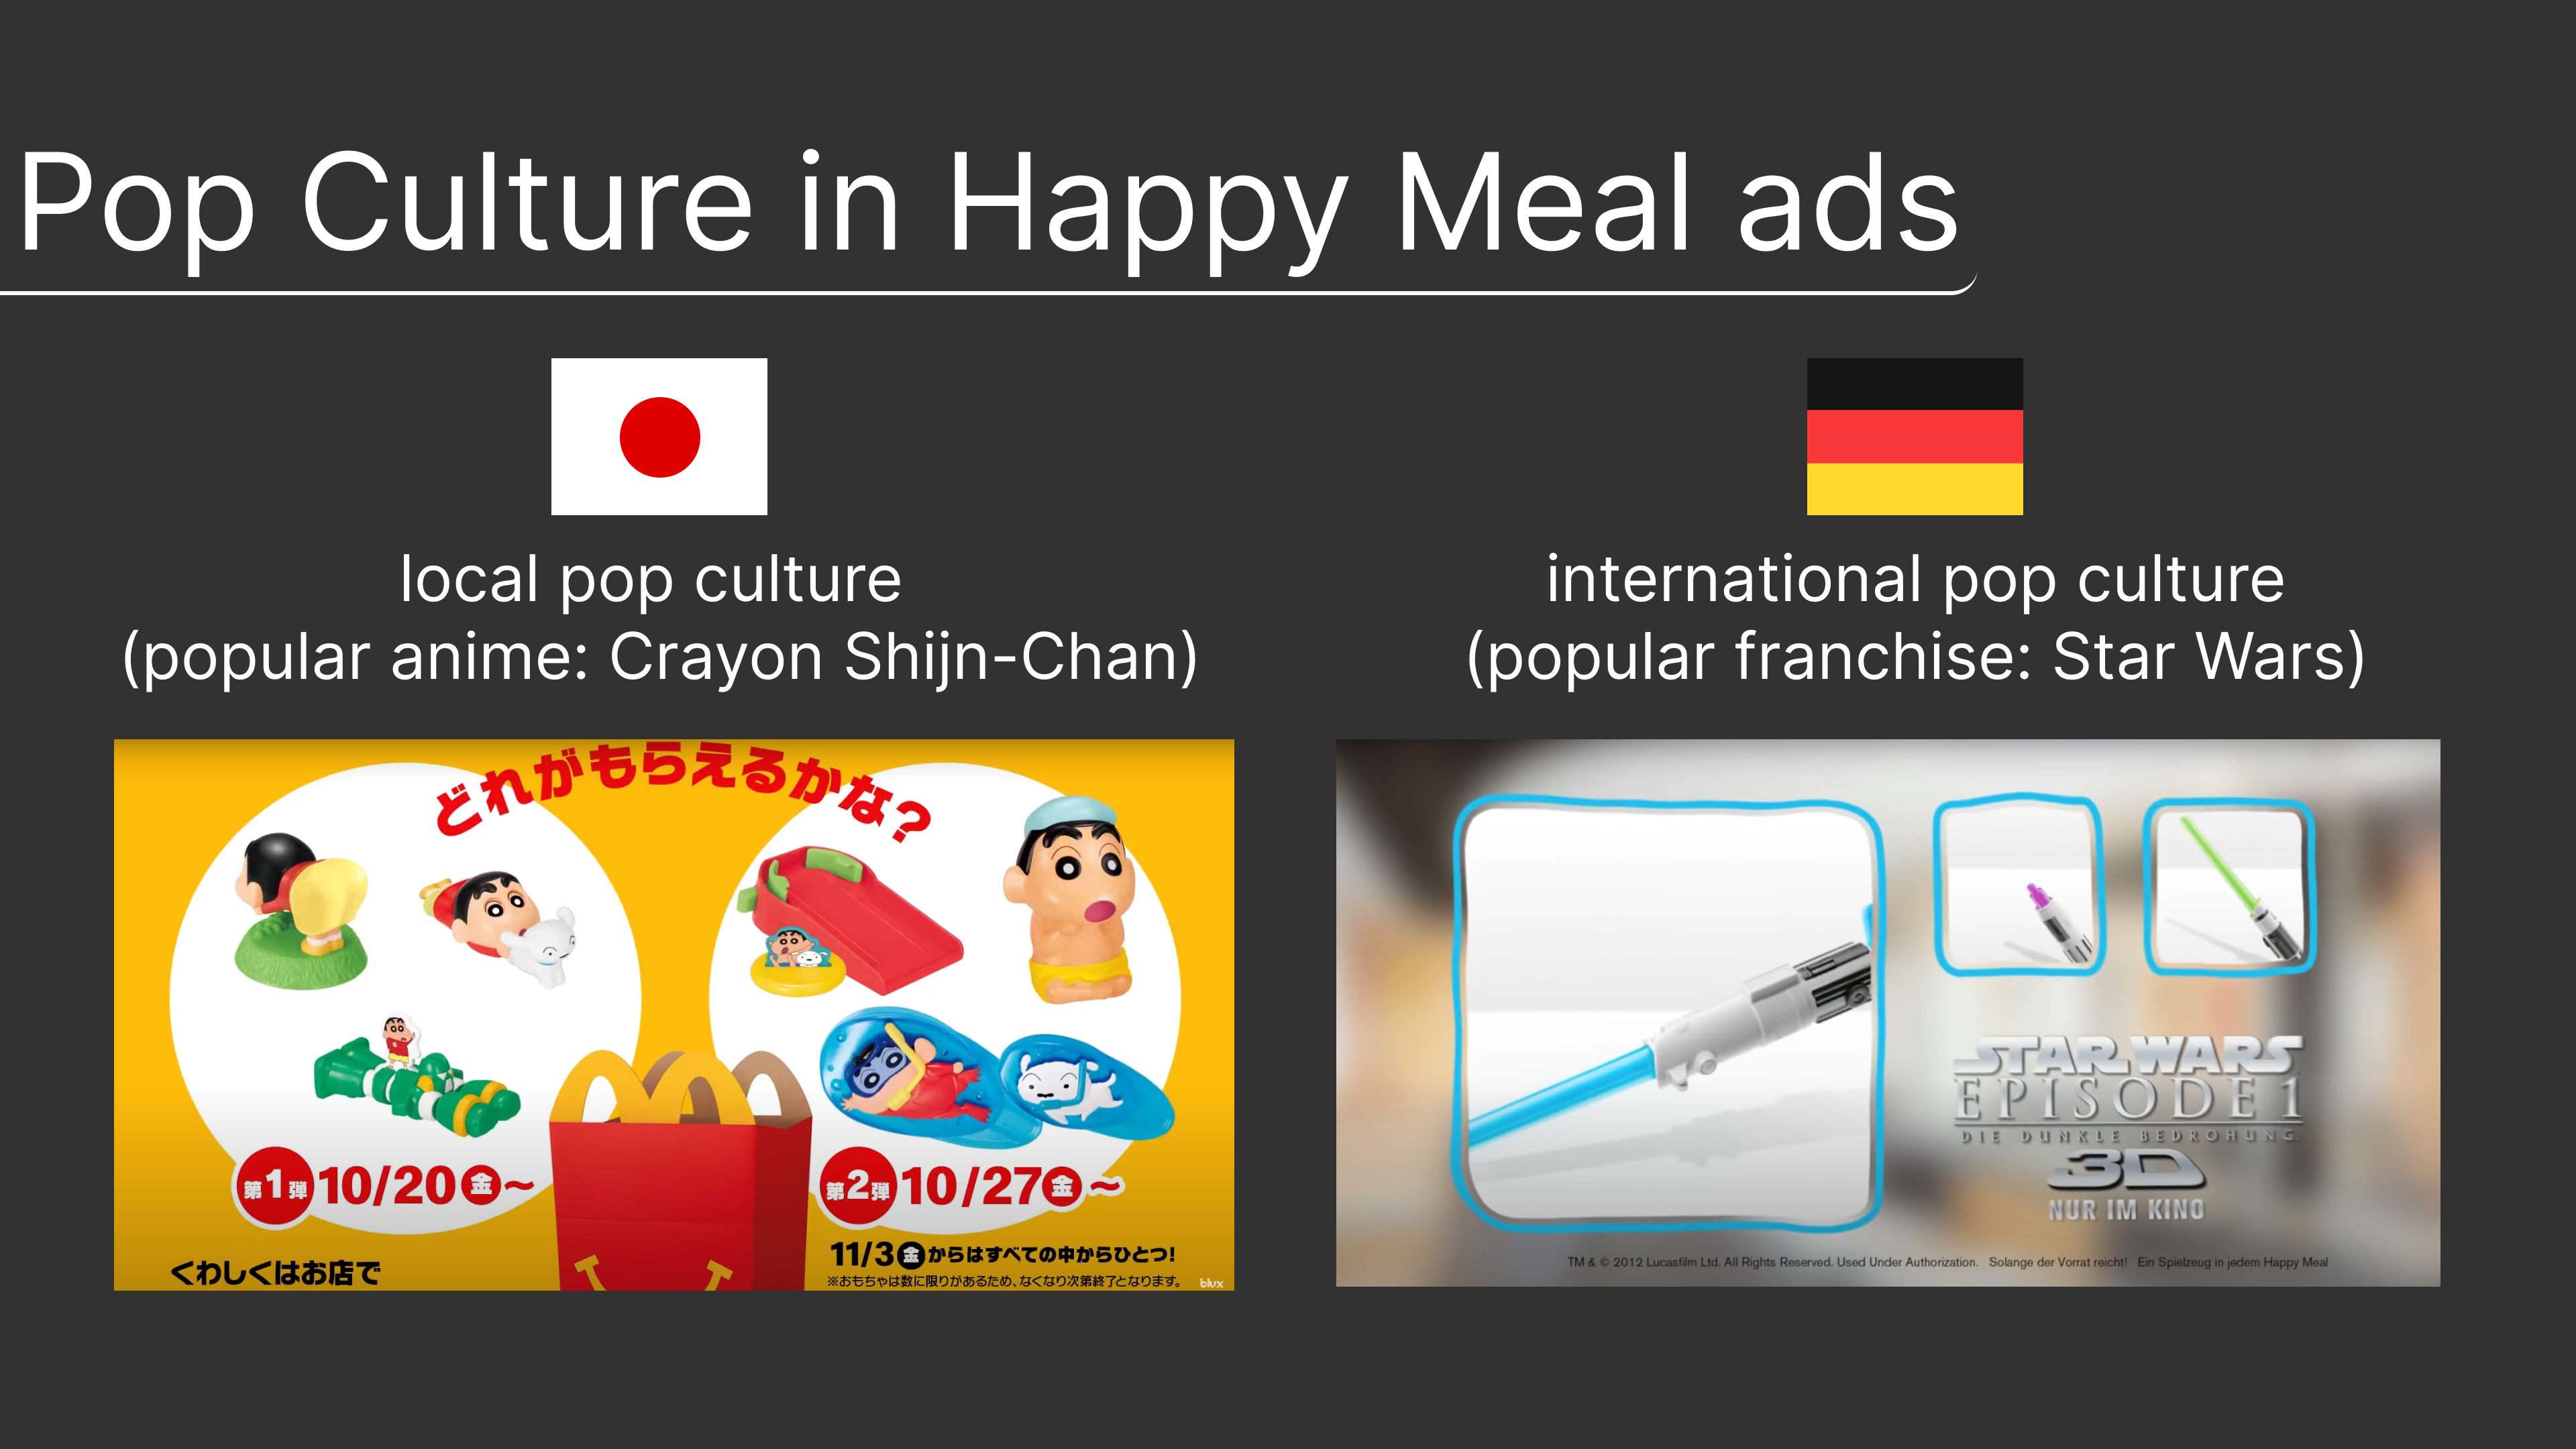 Pop Culture in Happy Meal ads
local pop culture
(popular anime: Crayon Shijn-Chan)
どれがもらえるかな?
第1弾 10/20金～
第2弾 10/27金～
11/3金からはすべての中からひとつ!
くわしくはお店で
※おもちゃは数に限りがあるため、なくなり次第終了となります。
blux
international pop culture
(popular franchise: Star Wars)
STAR WARS
EPISODE 1
DIE DUNKLE BEDROHUNG
3D
NUR IM KINO
TM & © 2012 Lucasfilm Ltd. All Rights Reserved. Used Under Authorization. Solange der Vorrat reicht! Ein Spielzeug in jedem Happy Meal